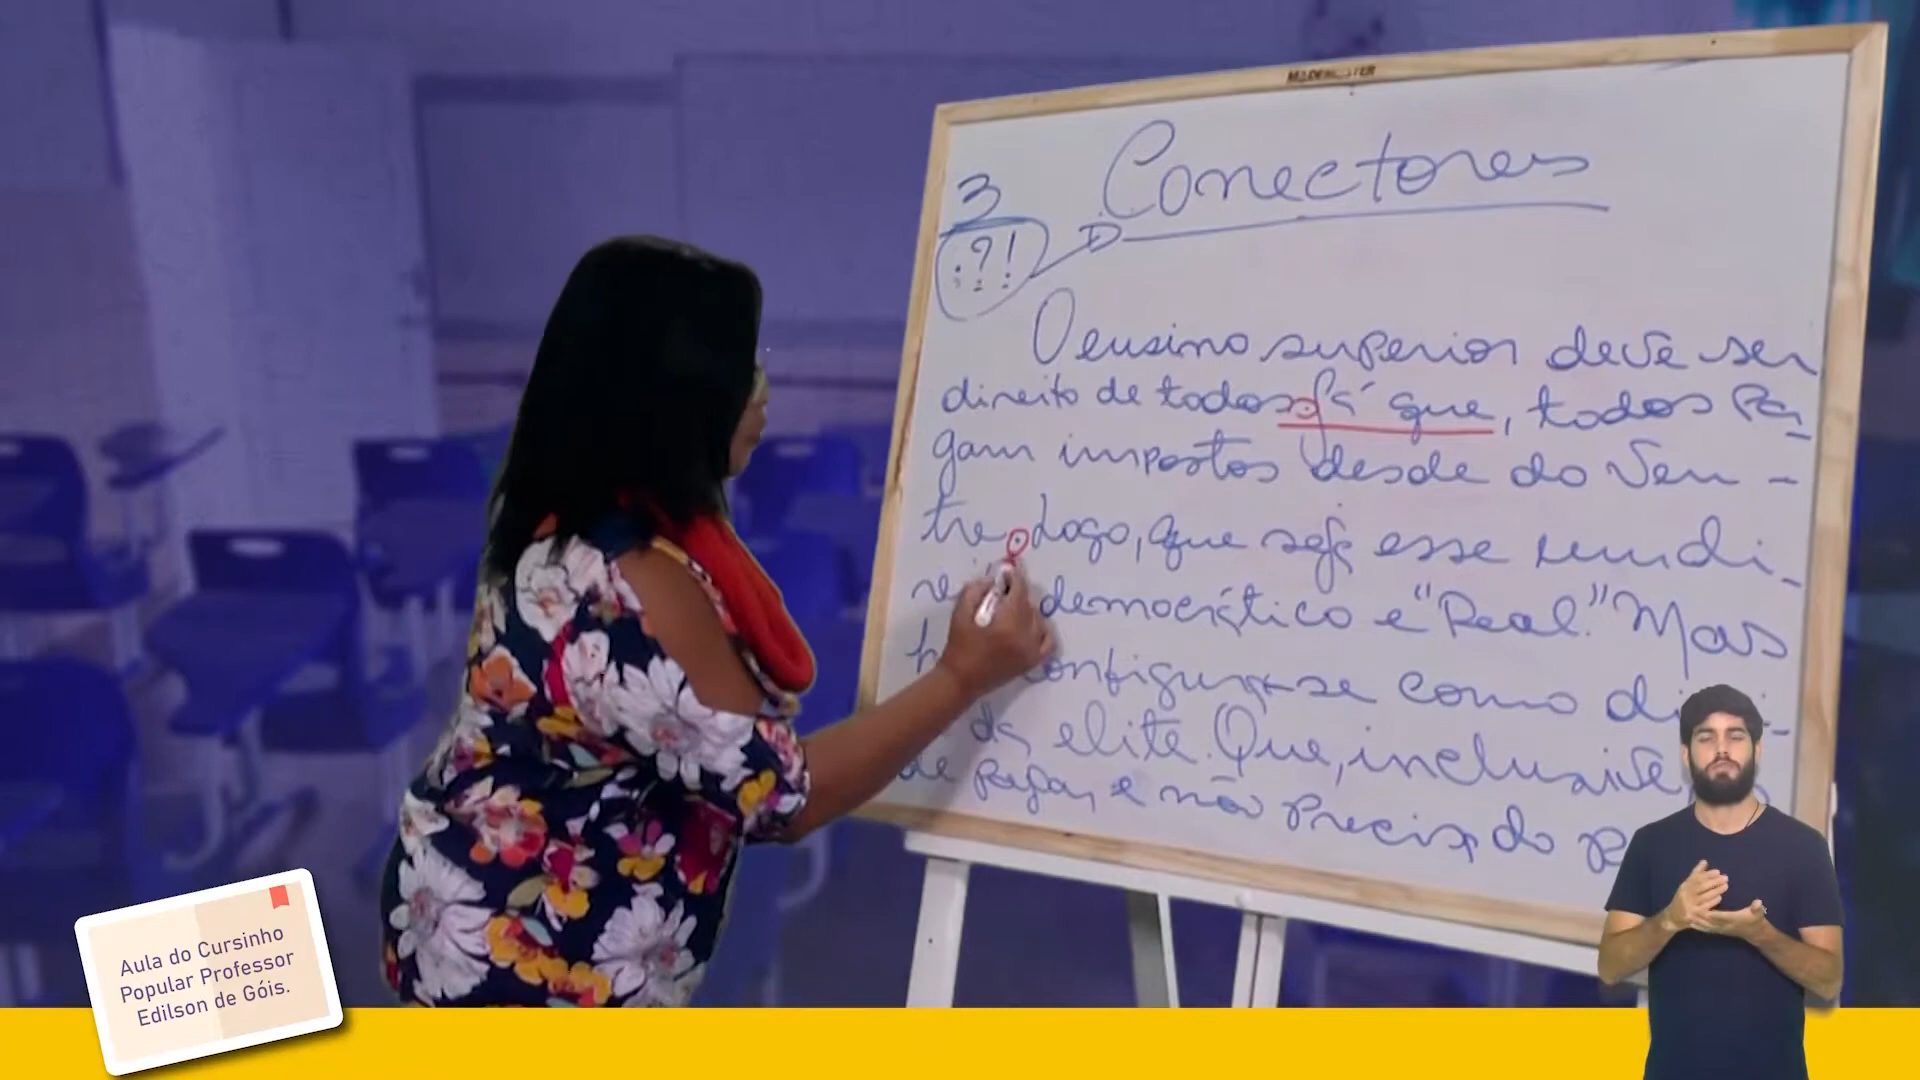 MADEMASTER
3
Conectores
.?!
O ensino superior deve ser
direito de todos. Já que, todos pa-
gam impostos desde do ven-
tre. Logo, que seja esse um di-
democrático e "Real." Mas
configura-se como
da elite. Que, inclusive
de pagar, e não precisa do
Aula do Cursinho
Popular Professor
Edilson de Góis.